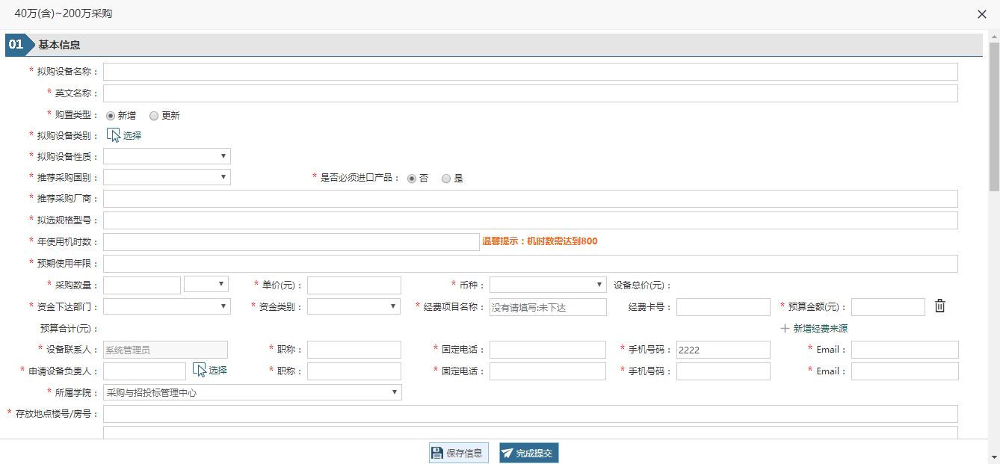 40万(含)~200万采购
01 基本信息
* 拟购设备名称：
* 英文名称：
* 购置类型： 新增 更新
* 拟购设备类别： 选择
* 拟购设备性质：
* 推荐采购国别： * 是否必须进口产品： 否 是
* 推荐采购厂商：
* 拟选规格型号：
* 年使用机时数： 温馨提示：机时数需达到800
* 预期使用年限：
* 采购数量： * 单价(元)： * 币种： 设备总价(元)：
* 资金下达部门： * 资金类别： * 经费项目名称： 没有请填写:未下达 经费卡号： * 预算金额(元)：
预算合计(元)： 新增经费来源
* 设备联系人： 系统管理员 * 职称： * 固定电话： * 手机号码： 2222 * Email：
* 申请设备负责人： 选择 * 职称： * 固定电话： * 手机号码： * Email：
* 所属学院： 采购与招投标管理中心
* 存放地点楼号/房号：
保存信息 完成提交